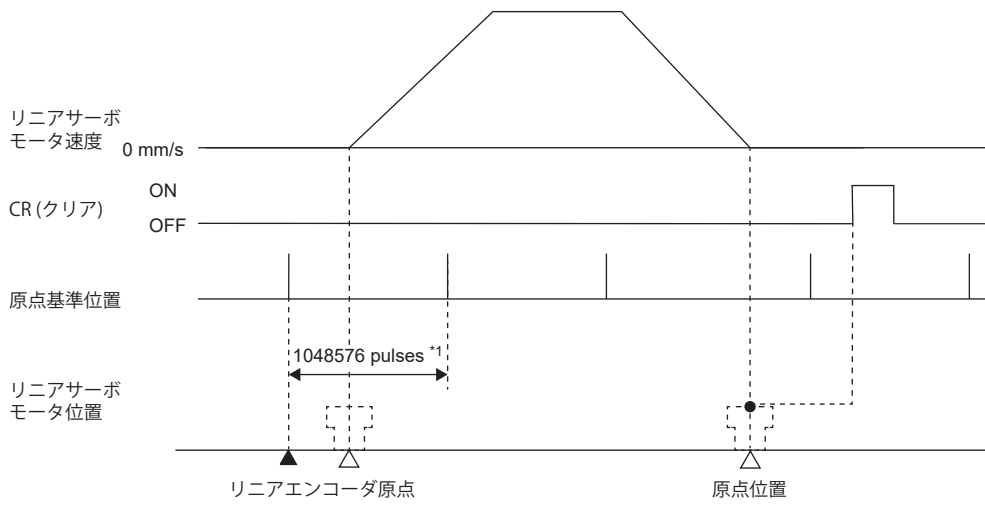 リニアサーボ
モータ速度
0 mm/s
ON
CR (クリア)
OFF
原点基準位置
1048576 pulses *1
リニアサーボ
モータ位置
リニアエンコーダ原点
原点位置